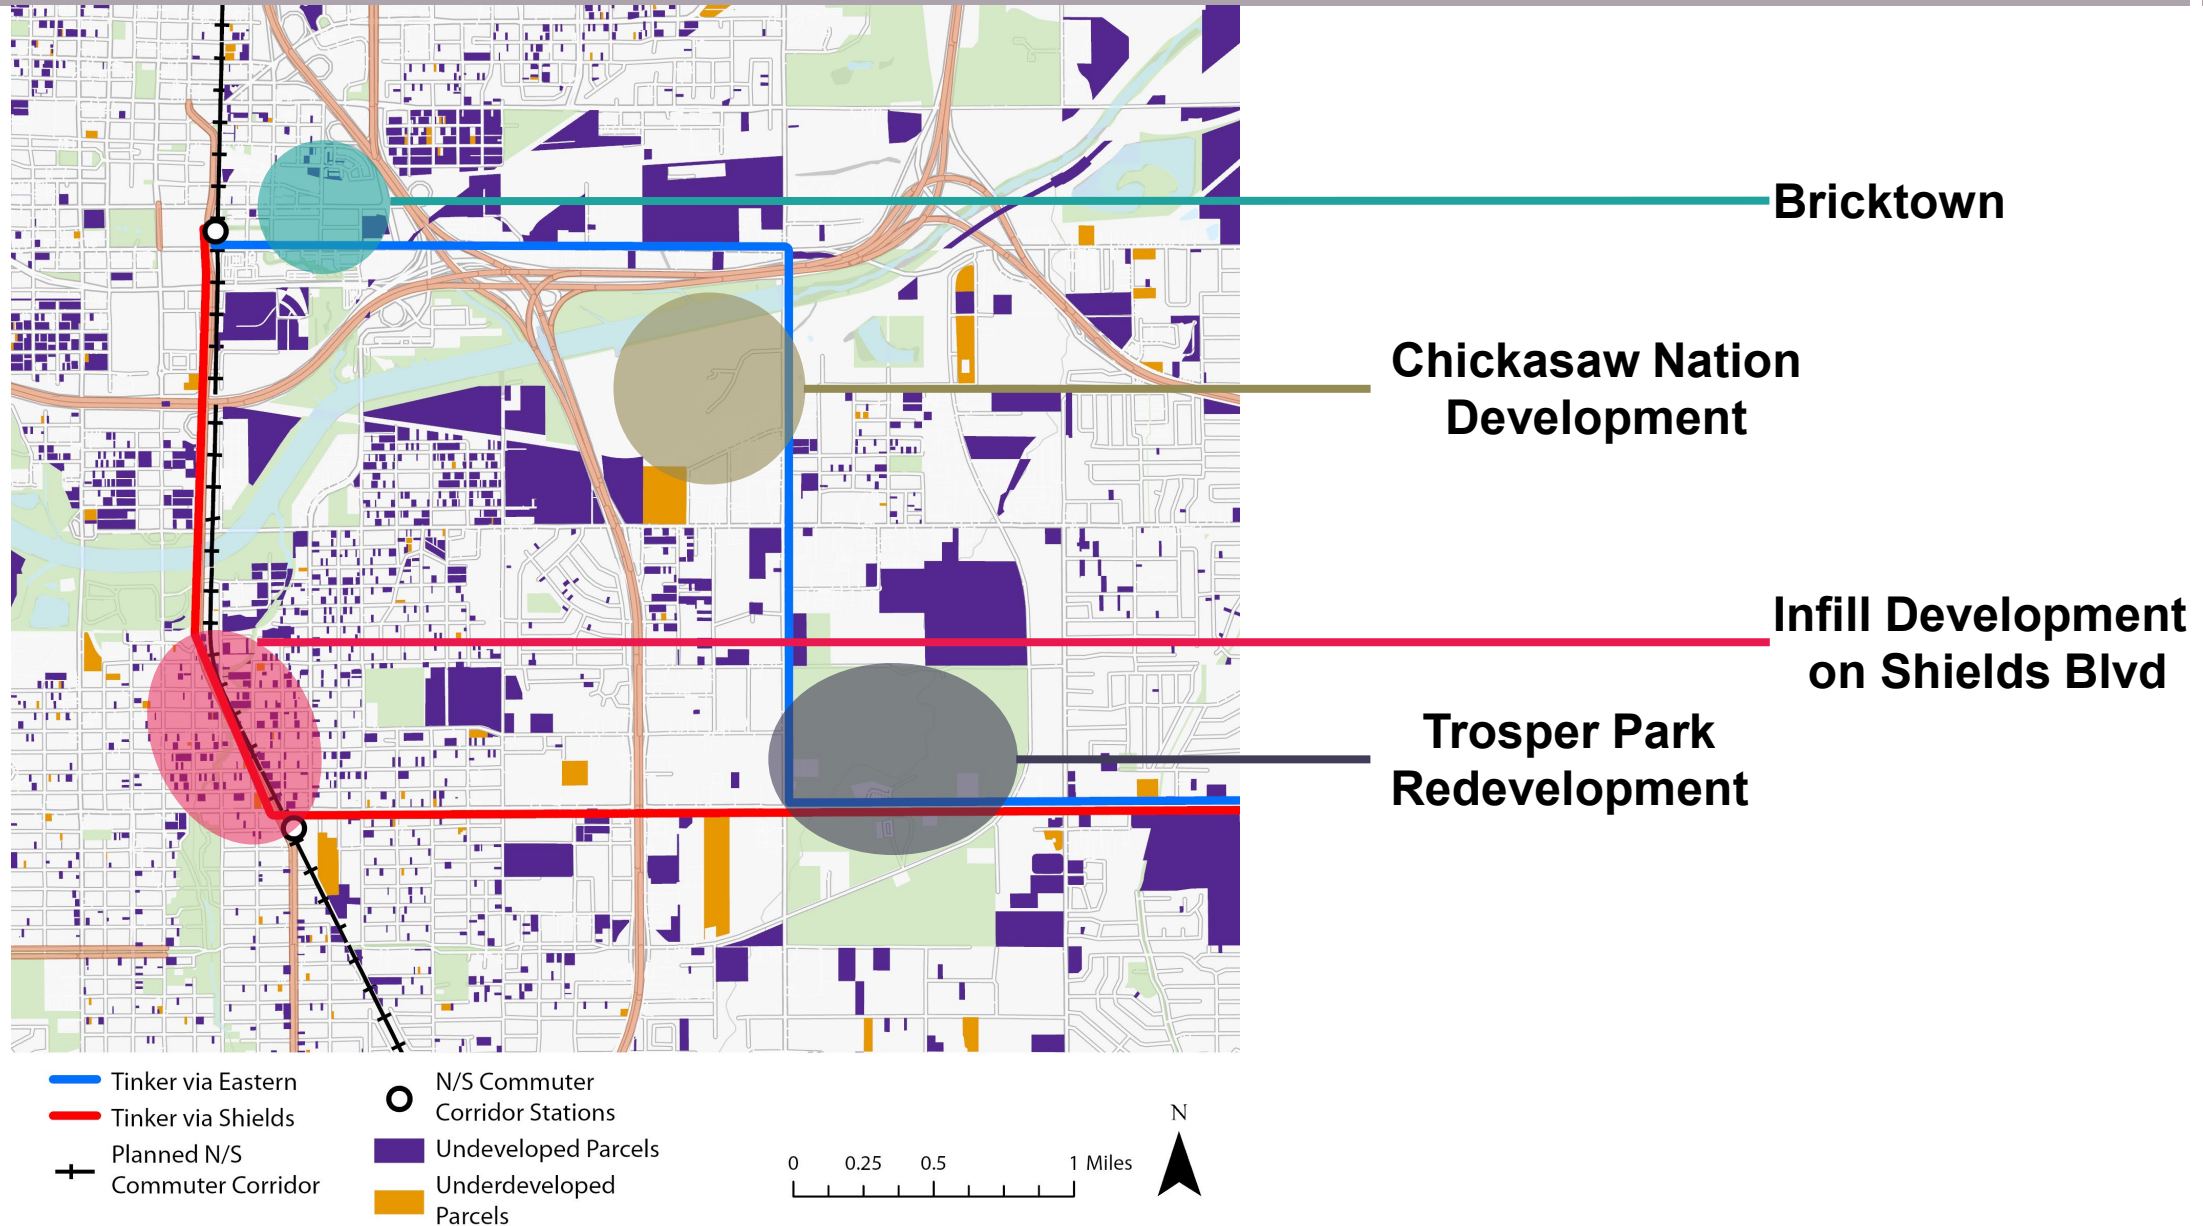 Bricktown
Chickasaw Nation
Development
Infill Development
on Shields Blvd
Trosper Park
Redevelopment
Tinker via Eastern
Tinker via Shields
Planned N/S
Commuter Corridor
N/S Commuter
Corridor Stations
Undeveloped Parcels
Underdeveloped
Parcels
0 0.25 0.5 1 Miles
N